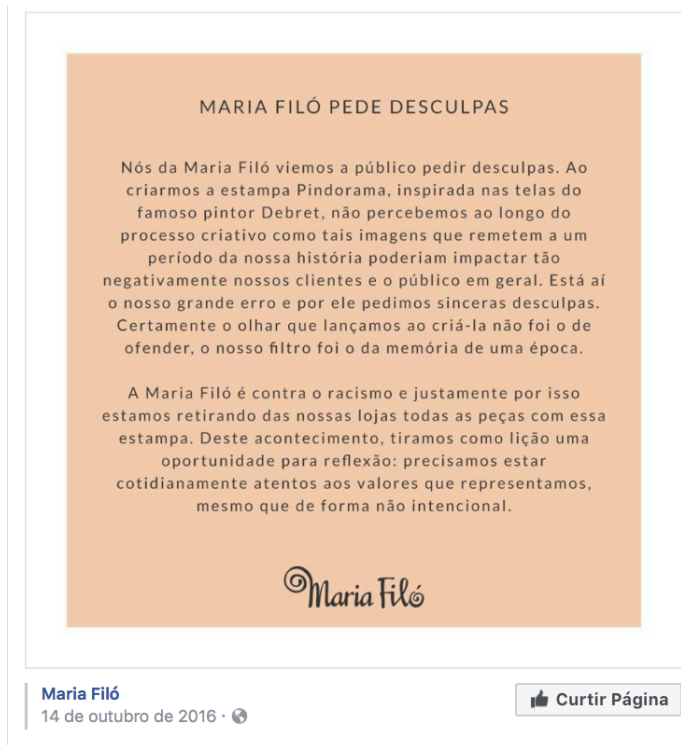 MARIA FILÓ PEDE DESCULPAS
Nós da Maria Filó viemos a público pedir desculpas. Ao
criarmos a estampa Pindorama, inspirada nas telas do
famoso pintor Debret, não percebemos ao longo do
processo criativo como tais imagens que remetem a um
período da nossa história poderiam impactar tão
negativamente nossos clientes e o público em geral. Está aí
o nosso grande erro e por ele pedimos sinceras desculpas.
Certamente o olhar que lançamos ao criá-la não foi o de
ofender, o nosso filtro foi o da memória de uma época.
A Maria Filó é contra o racismo e justamente por isso
estamos retirando das nossas lojas todas as peças com essa
estampa. Deste acontecimento, tiramos como lição uma
oportunidade para reflexão: precisamos estar
cotidianamente atentos aos valores que representamos,
mesmo que de forma não intencional.
Maria Filó
Maria Filó
Curtir Página
14 de outubro de 2016 ·